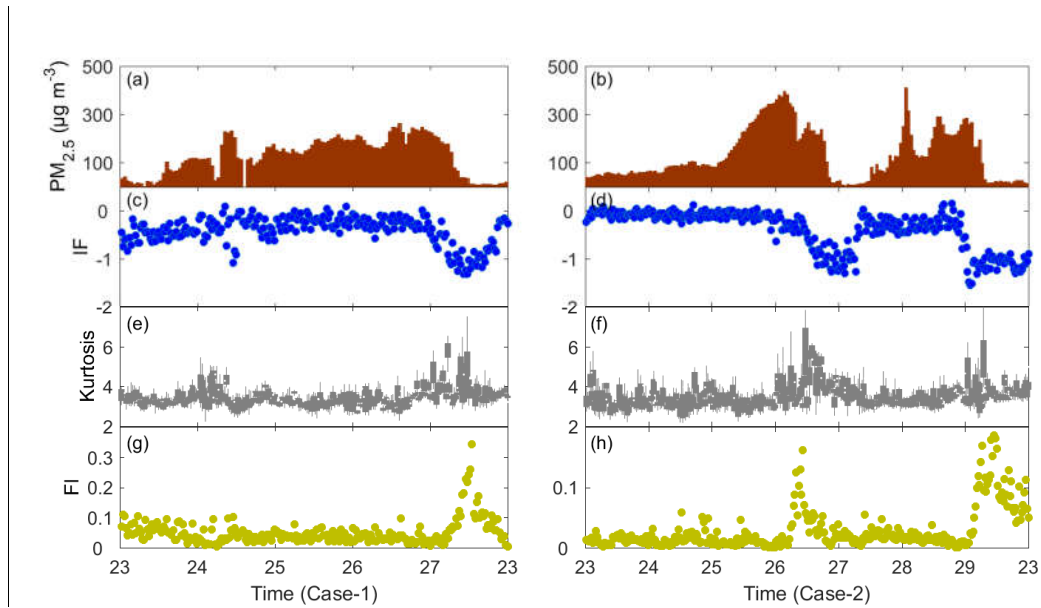 (a)
(b)
500
300
100
PM2.5 (µg m-3)
500
300
100
(c)
(d)
0
-1
-2
IF
0
-1
-2
(e)
(f)
6
4
2
Kurtosis
6
4
2
(g)
(h)
0.3
0.2
0.1
0
FI
0.1
0
23 24 25 26 27 23
23 24 25 26 28 29 23
Time (Case-1)
Time (Case-2)